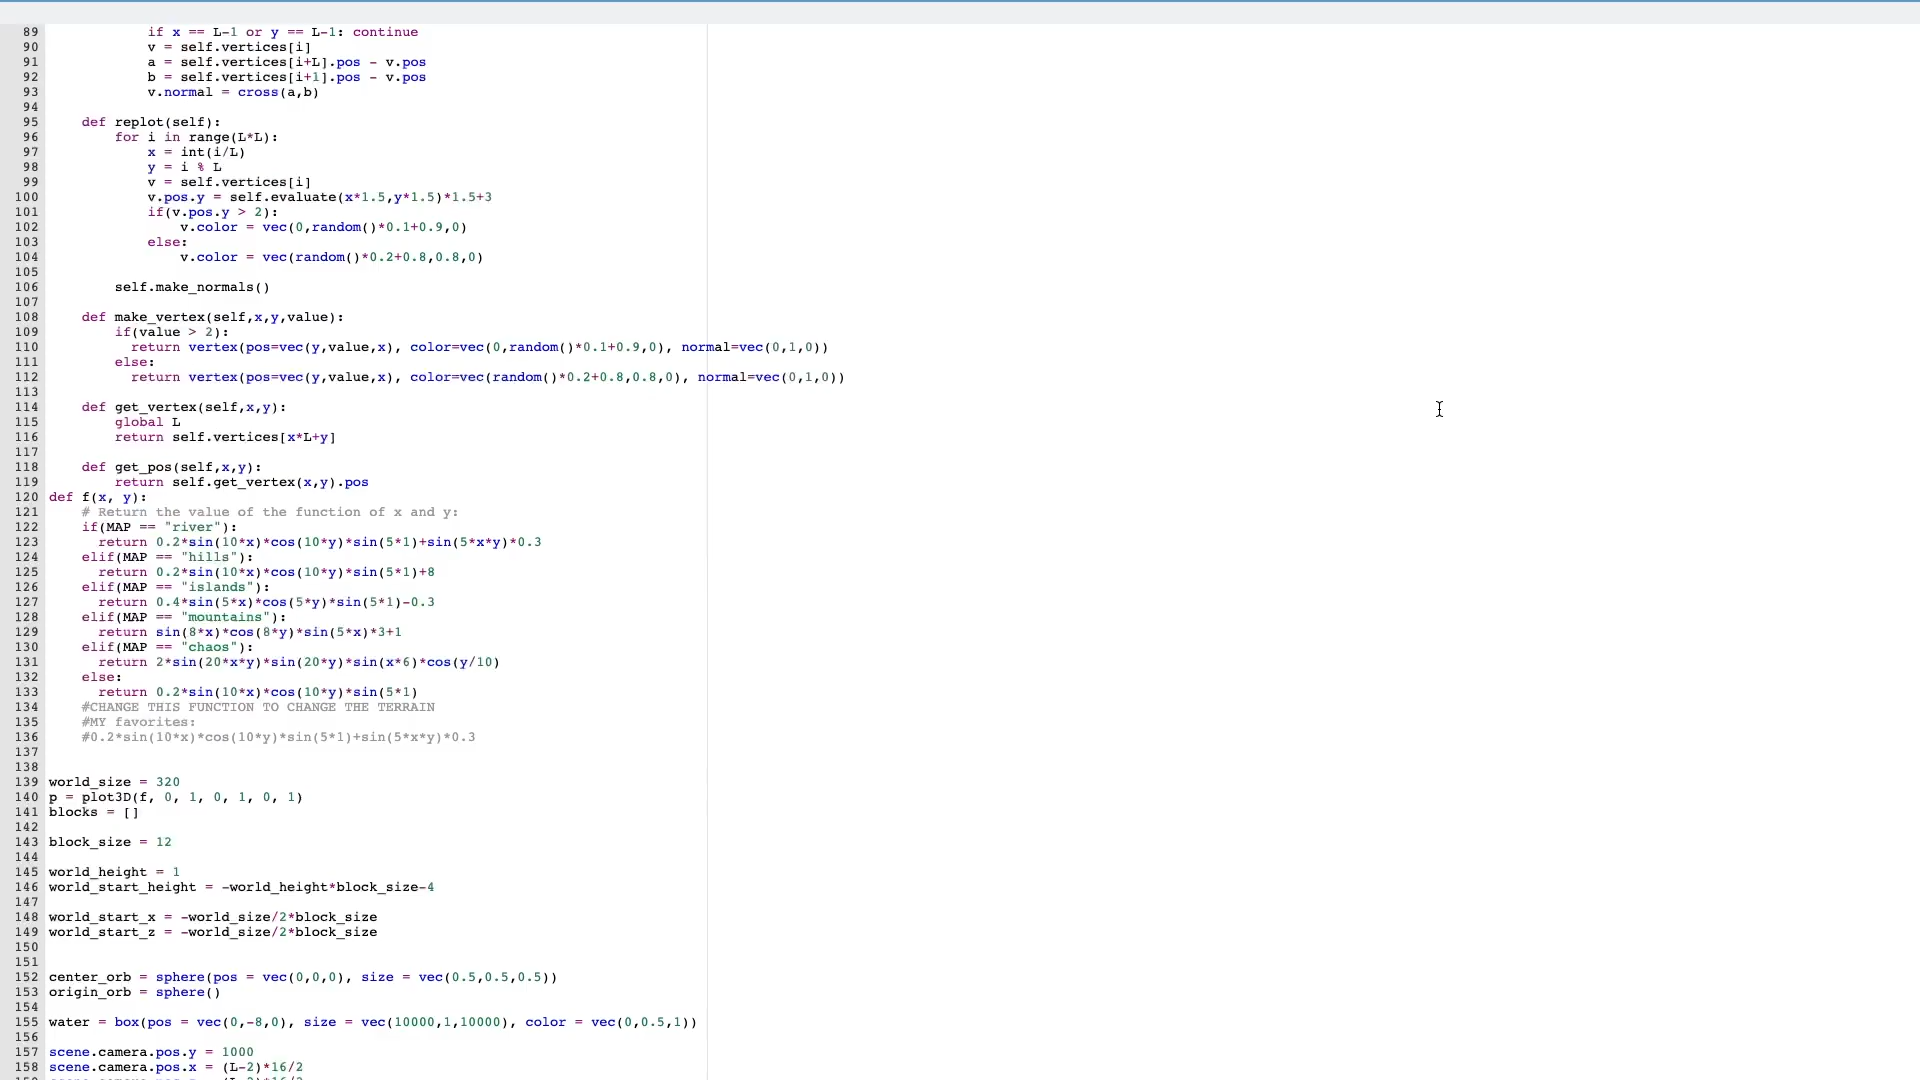 89 if x == L-1 or y == L-1: continue
90 v = self.vertices[i]
91 a = self.vertices[i+L].pos - v.pos
92 b = self.vertices[i+1].pos - v.pos
93 v.normal = cross(a,b)
94
95 def replot(self):
96 for i in range(L*L):
97 x = int(i/L)
98 y = i % L
99 v = self.vertices[i]
100 v.pos.y = self.evaluate(x*1.5,y*1.5)*1.5+3
101 if(v.pos.y > 2):
102 v.color = vec(0,random()*0.1+0.9,0)
103 else:
104 v.color = vec(random()*0.2+0.8,0.8,0)
105
106 self.make_normals()
107
108 def make_vertex(self,x,y,value):
109 if(value > 2):
110 return vertex(pos=vec(y,value,x), color=vec(0,random()*0.1+0.9,0), normal=vec(0,1,0))
111 else:
112 return vertex(pos=vec(y,value,x), color=vec(random()*0.2+0.8,0.8,0), normal=vec(0,1,0))
113
114 def get_vertex(self,x,y):
115 global L
116 return self.vertices[x*L+y]
117
118 def get_pos(self,x,y):
119 return self.get_vertex(x,y).pos
120 def f(x, y):
121 # Return the value of the function of x and y:
122 if(MAP == "river"):
123 return 0.2*sin(10*x)*cos(10*y)*sin(5*1)+sin(5*x*y)*0.3
124 elif(MAP == "hills"):
125 return 0.2*sin(10*x)*cos(10*y)*sin(5*1)+8
126 elif(MAP == "islands"):
127 return 0.4*sin(5*x)*cos(5*y)*sin(5*1)-0.3
128 elif(MAP == "mountains"):
129 return sin(8*x)*cos(8*y)*sin(5*x)*3+1
130 elif(MAP == "chaos"):
131 return 2*sin(20*x*y)*sin(20*y)*sin(x*6)*cos(y/10)
132 else:
133 return 0.2*sin(10*x)*cos(10*y)*sin(5*1)
134 #CHANGE THIS FUNCTION TO CHANGE THE TERRAIN
135 #MY favorites:
136 #0.2*sin(10*x)*cos(10*y)*sin(5*1)+sin(5*x*y)*0.3
137
138
139 world_size = 320
140 p = plot3D(f, 0, 1, 0, 1, 0, 1)
141 blocks = []
142
143 block_size = 12
144
145 world_height = 1
146 world_start_height = -world_height*block_size-4
147
148 world_start_x = -world_size/2*block_size
149 world_start_z = -world_size/2*block_size
150
151
152 center_orb = sphere(pos = vec(0,0,0), size = vec(0.5,0.5,0.5))
153 origin_orb = sphere()
154
155 water = box(pos = vec(0,-8,0), size = vec(10000,1,10000), color = vec(0,0.5,1))
156
157 scene.camera.pos.y = 1000
158 scene.camera.pos.x = (L-2)*16/2